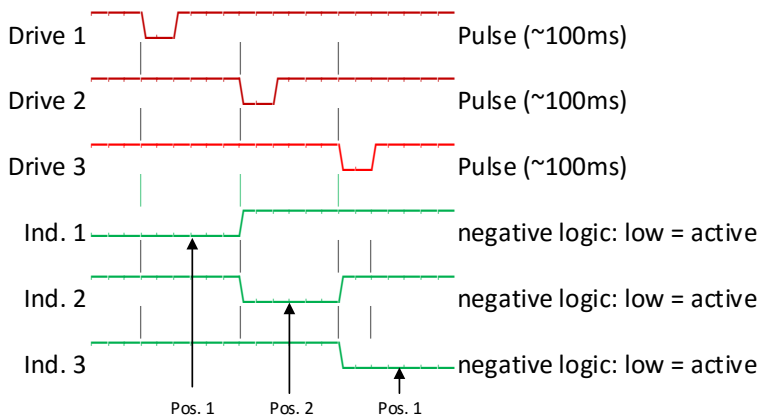 Drive 1 Pulse (~100ms)
Drive 2 Pulse (~100ms)
Drive 3 Pulse (~100ms)
Ind. 1 negative logic: low = active
Ind. 2 negative logic: low = active
Ind. 3 negative logic: low = active
Pos. 1 Pos. 2 Pos. 1